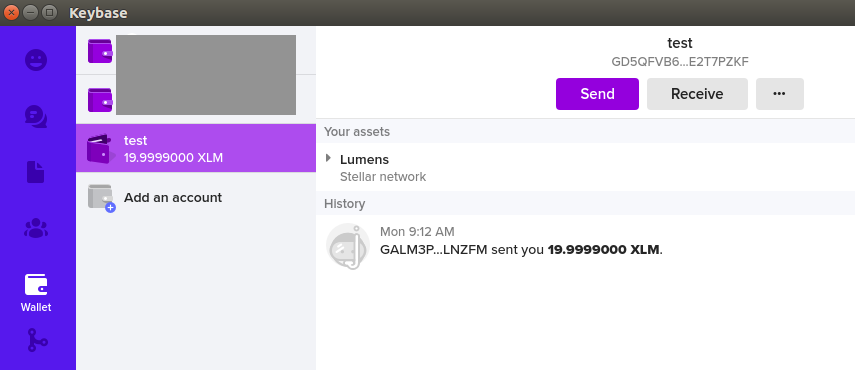 Keybase
Wallet
test
19.9999000 XLM
Add an account
test
GD5QFVB6...E2T7PZKF
Send
Receive
•••
Your assets
Lumens
Stellar network
History
Mon 9:12 AM
GALM3P...LNZFM sent you 19.9999000 XLM.